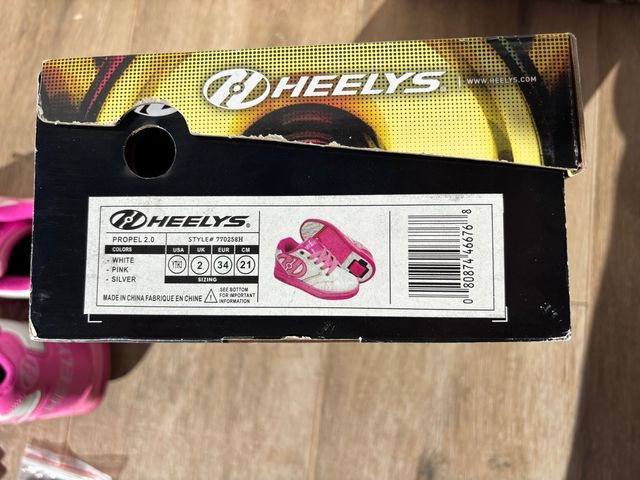 HEELYS
WWW.HEELYS.COM
HEELYS.
PROPEL 2.0 STYLE# 770258H
COLORS USA UK EUR CM
- WHITE
- PINK
- SILVER
YTH3 2 34 21
SIZING
MADE IN CHINA FABRIQUE EN CHINE
SEE BOTTOM
FOR IMPORTANT
INFORMATION
0 80874 46676 8